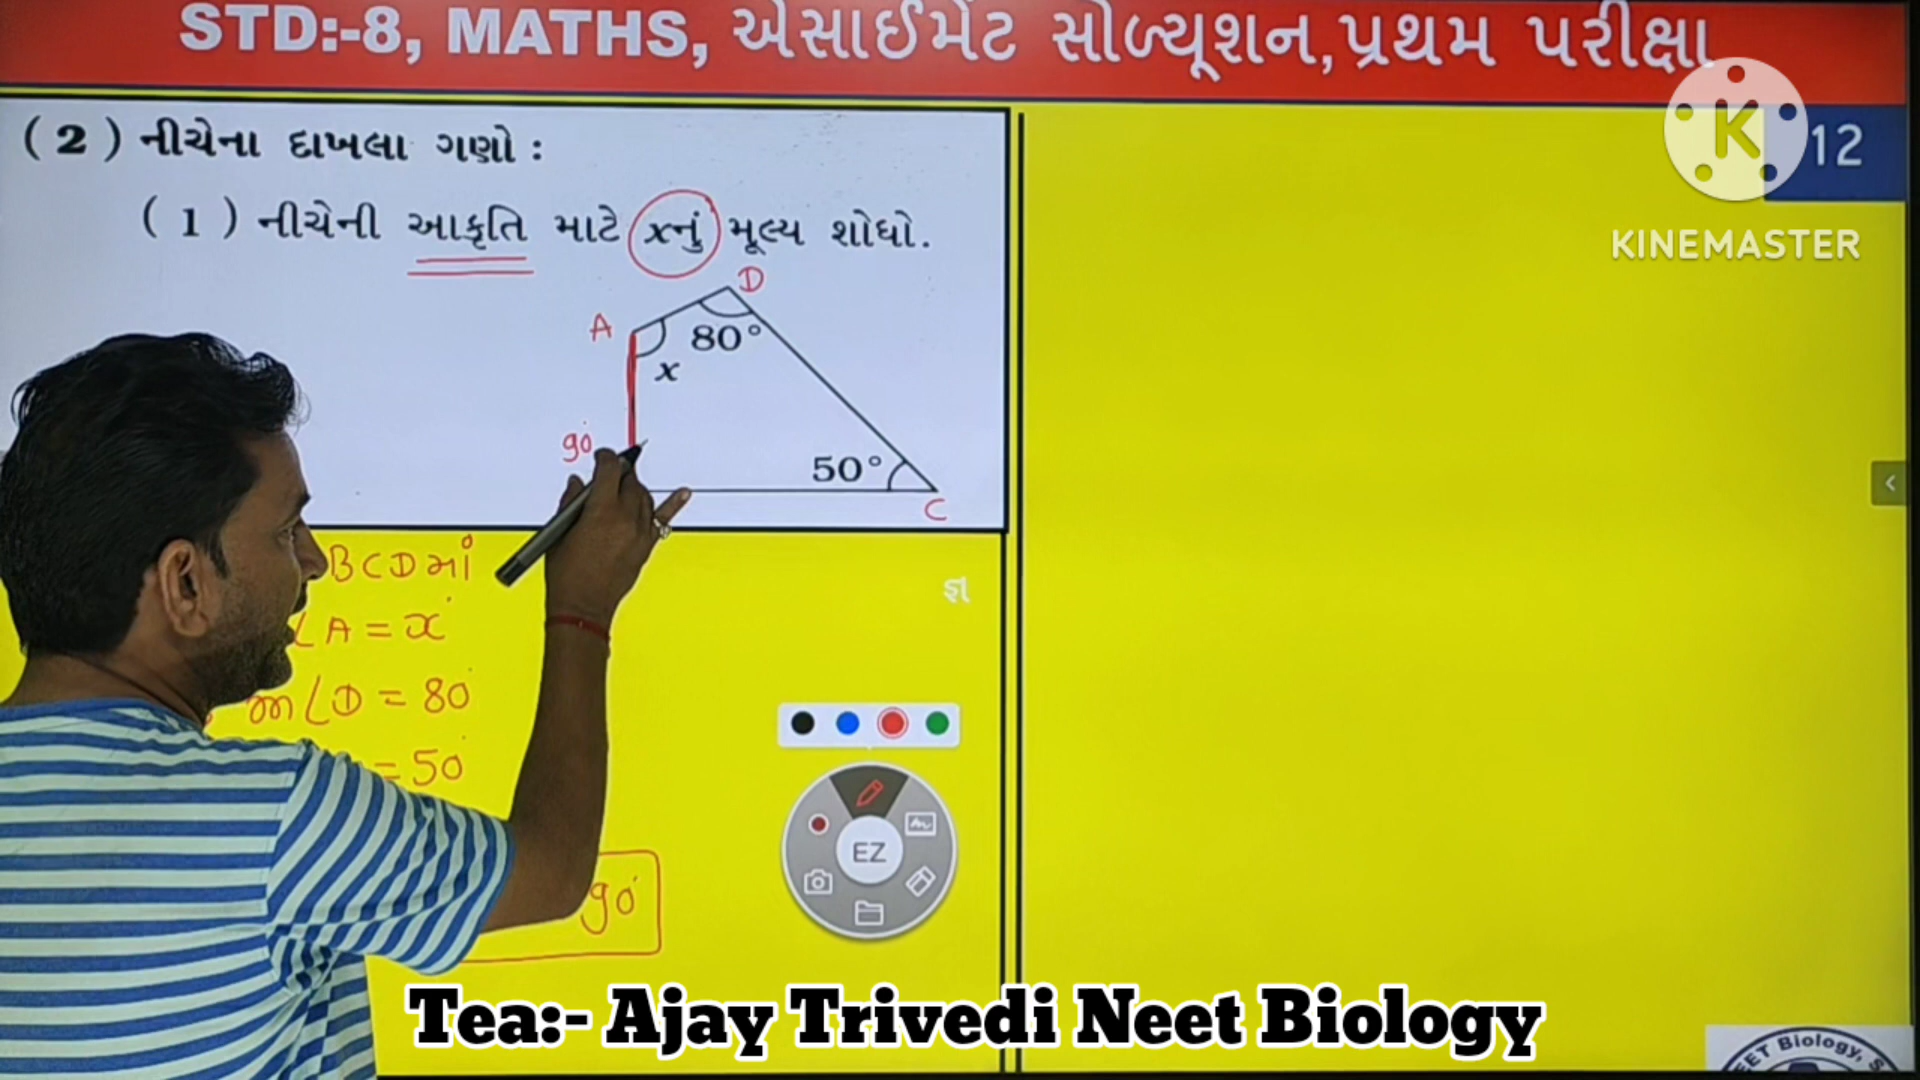 STD:-8, MATHS, એસાઈમેંટ સોલ્યૂશન,પ્રથમ પરીક્ષા
12
KINEMASTER
( 2 ) નીચેના દાખલા ગણો :
( 1 ) નીચેની આકૃતિ માટે xનું મૂલ્ય શોધો.
D
A
80°
x
90°
50°
C
BCDમાં
∠A = x°
m∠D = 80°
= 50°
90°
EZ
Tea:- Ajay Trivedi Neet Biology
Biology,